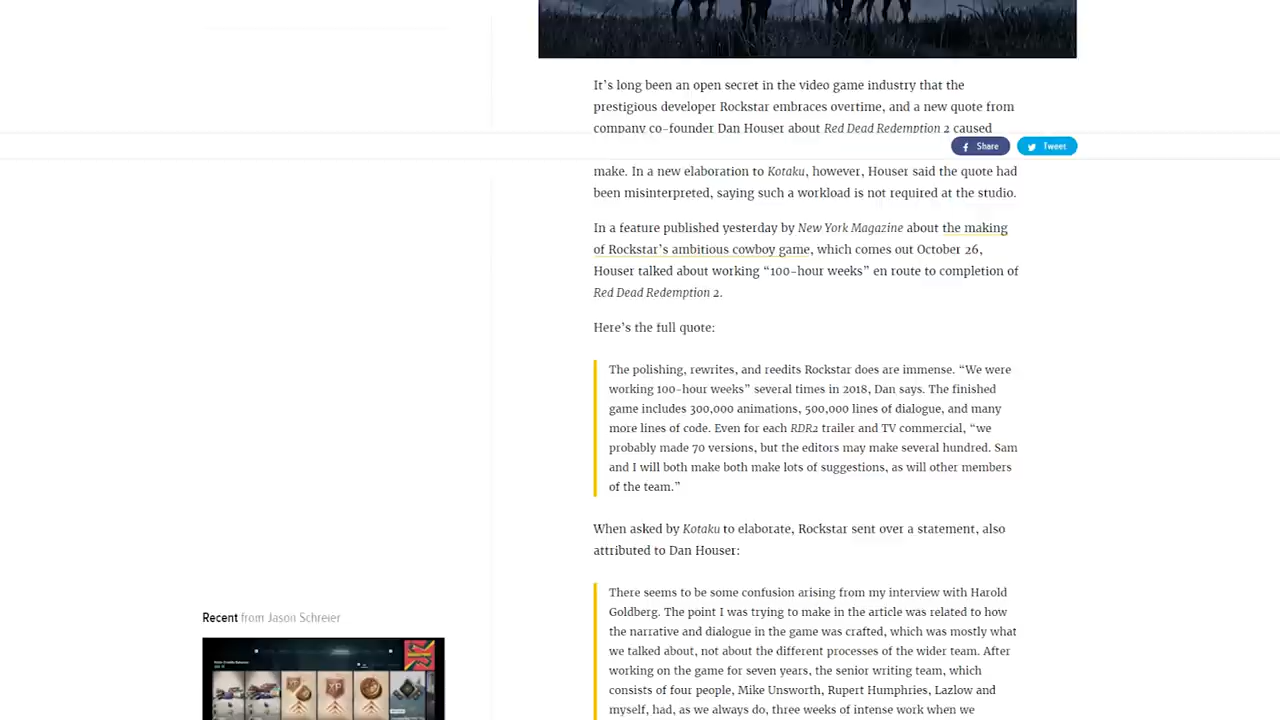 It’s long been an open secret in the video game industry that the
prestigious developer Rockstar embraces overtime, and a new quote from
company co-founder Dan Houser about Red Dead Redemption 2 caused
Share
Tweet
make. In a new elaboration to Kotaku, however, Houser said the quote had
been misinterpreted, saying such a workload is not required at the studio.
In a feature published yesterday by New York Magazine about the making
of Rockstar’s ambitious cowboy game, which comes out October 26,
Houser talked about working “100-hour weeks” en route to completion of
Red Dead Redemption 2.
Here’s the full quote:
The polishing, rewrites, and reedits Rockstar does are immense. “We were
working 100-hour weeks” several times in 2018, Dan says. The finished
game includes 300,000 animations, 500,000 lines of dialogue, and many
more lines of code. Even for each RDR2 trailer and TV commercial, “we
probably made 70 versions, but the editors may make several hundred. Sam
and I will both make both make lots of suggestions, as will other members
of the team.”
When asked by Kotaku to elaborate, Rockstar sent over a statement, also
attributed to Dan Houser:
There seems to be some confusion arising from my interview with Harold
Goldberg. The point I was trying to make in the article was related to how
the narrative and dialogue in the game was crafted, which was mostly what
we talked about, not about the different processes of the wider team. After
working on the game for seven years, the senior writing team, which
consists of four people, Mike Unsworth, Rupert Humphries, Lazlow and
myself, had, as we always do, three weeks of intense work when we
Recent from Jason Schreier